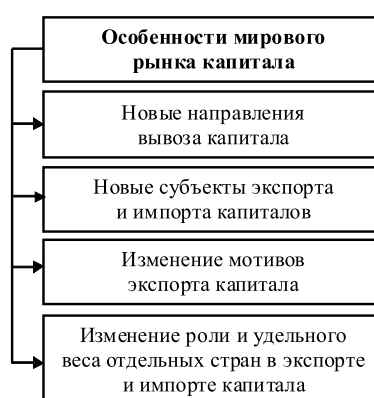 Особенности мирового
рынка капитала
Новые направления
вывоза капитала
Новые субъекты экспорта
и импорта капиталов
Изменение мотивов
экспорта капитала
Изменение роли и удельного
веса отдельных стран в экспорте
и импорте капитала